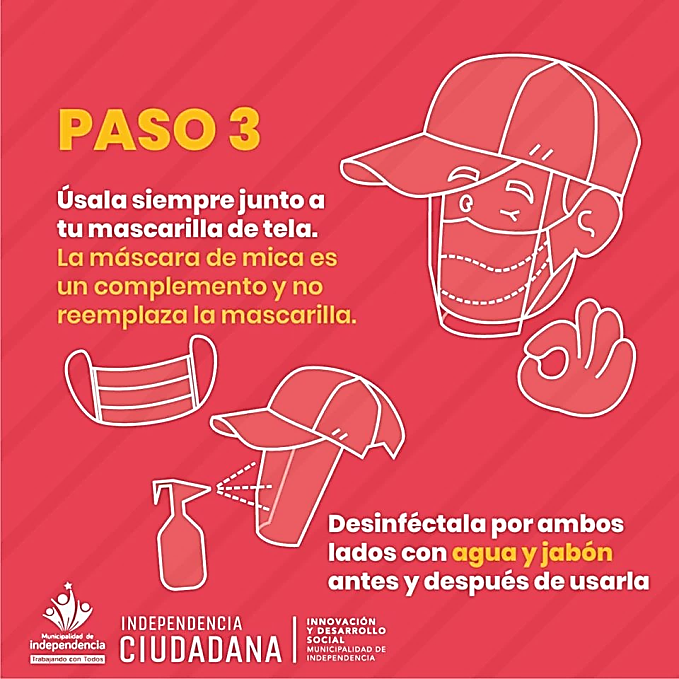 PASO 3
Úsala siempre junto a
tu mascarilla de tela.
La máscara de mica es
un complemento y no
reemplaza la mascarilla.
Desinféctala por ambos
lados con agua y jabón
antes y después de usarla
Municipalidad de
independencia
Trabajando con Todos
INDEPENDENCIA
CIUDADANA
INNOVACIÓN
Y DESARROLLO
SOCIAL
MUNICIPALIDAD DE
INDEPENDENCIA